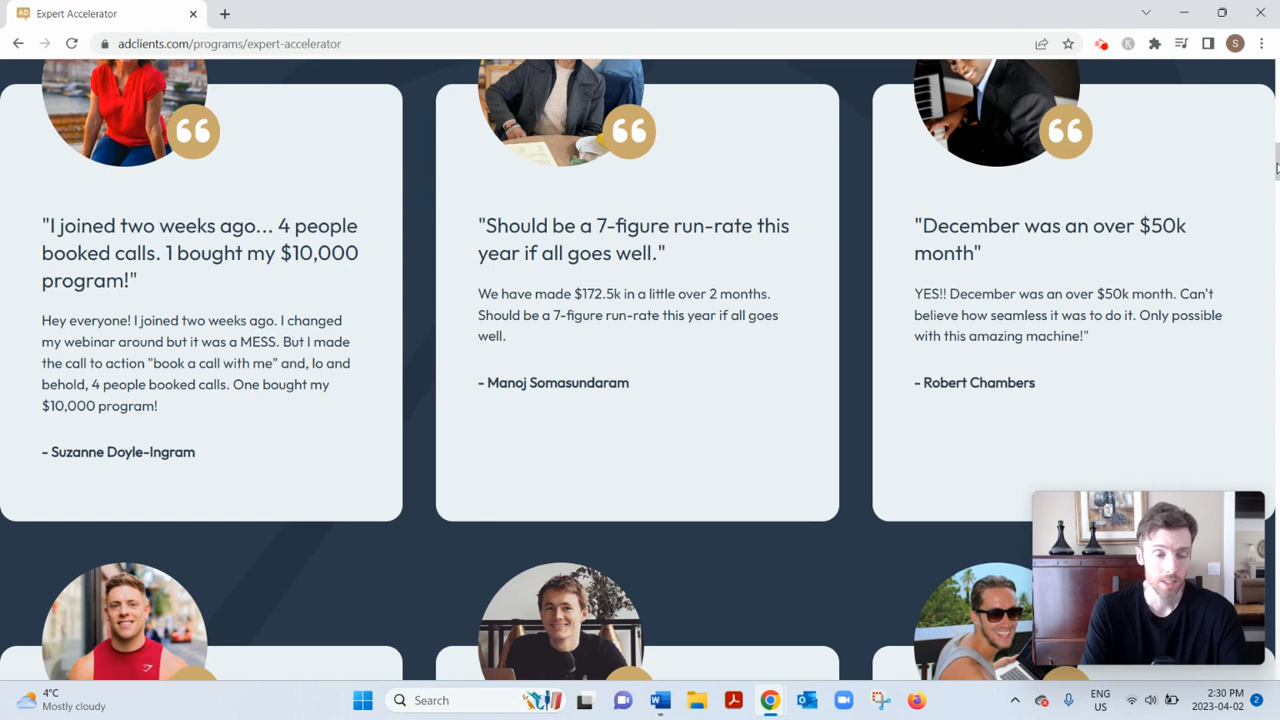 Expert Accelerator
adclients.com/programs/expert-accelerator
S
"I joined two weeks ago... 4 people
booked calls. 1 bought my $10,000
program!"
Hey everyone! I joined two weeks ago. I changed
my webinar around but it was a MESS. But I made
the call to action "book a call with me" and, lo and
behold, 4 people booked calls. One bought my
$10,000 program!
- Suzanne Doyle-Ingram
"Should be a 7-figure run-rate this
year if all goes well."
We have made $172.5k in a little over 2 months.
Should be a 7-figure run-rate this year if all goes
well.
- Manoj Somasundaram
"December was an over $50k
month"
YES!! December was an over $50k month. Can't
believe how seamless it was to do it. Only possible
with this amazing machine!"
- Robert Chambers
4°C
Mostly cloudy
Search
ENG
US
2:30 PM
2023-04-02
2